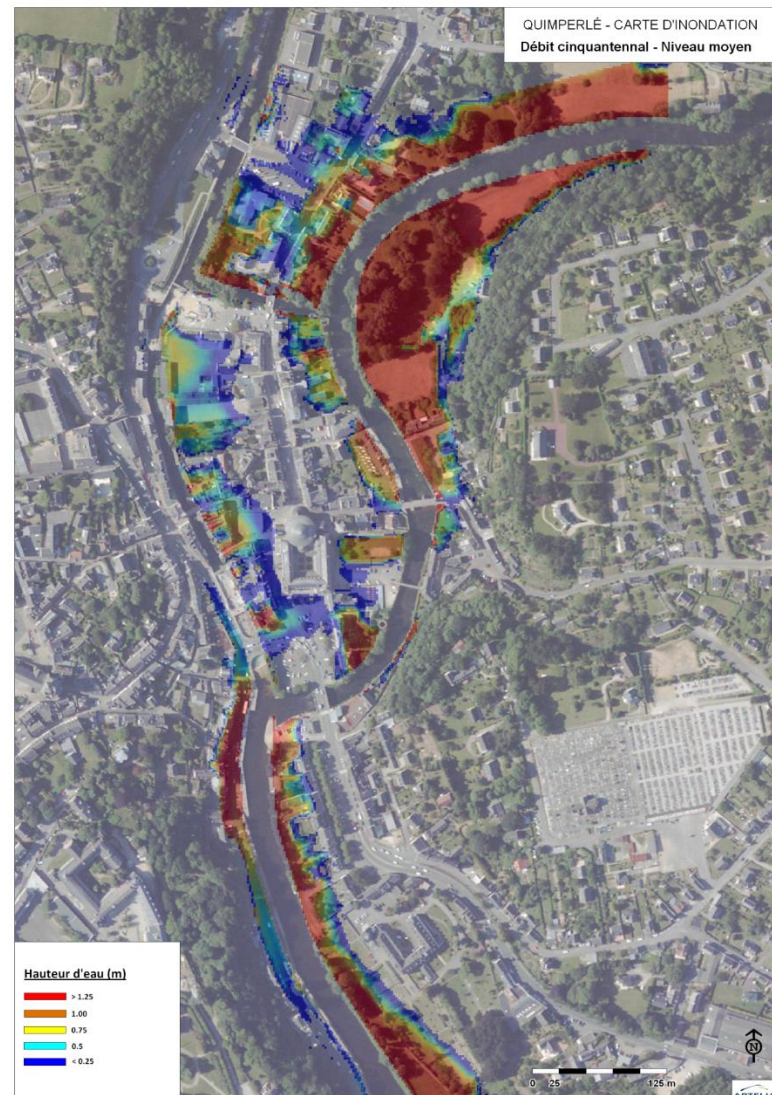 QUIMPERLÉ - CARTE D'INONDATION
Débit cinquantennal - Niveau moyen
Hauteur d'eau (m)
> 1.25
1.00
0.75
0.5
< 0.25
N
0 25 125 m